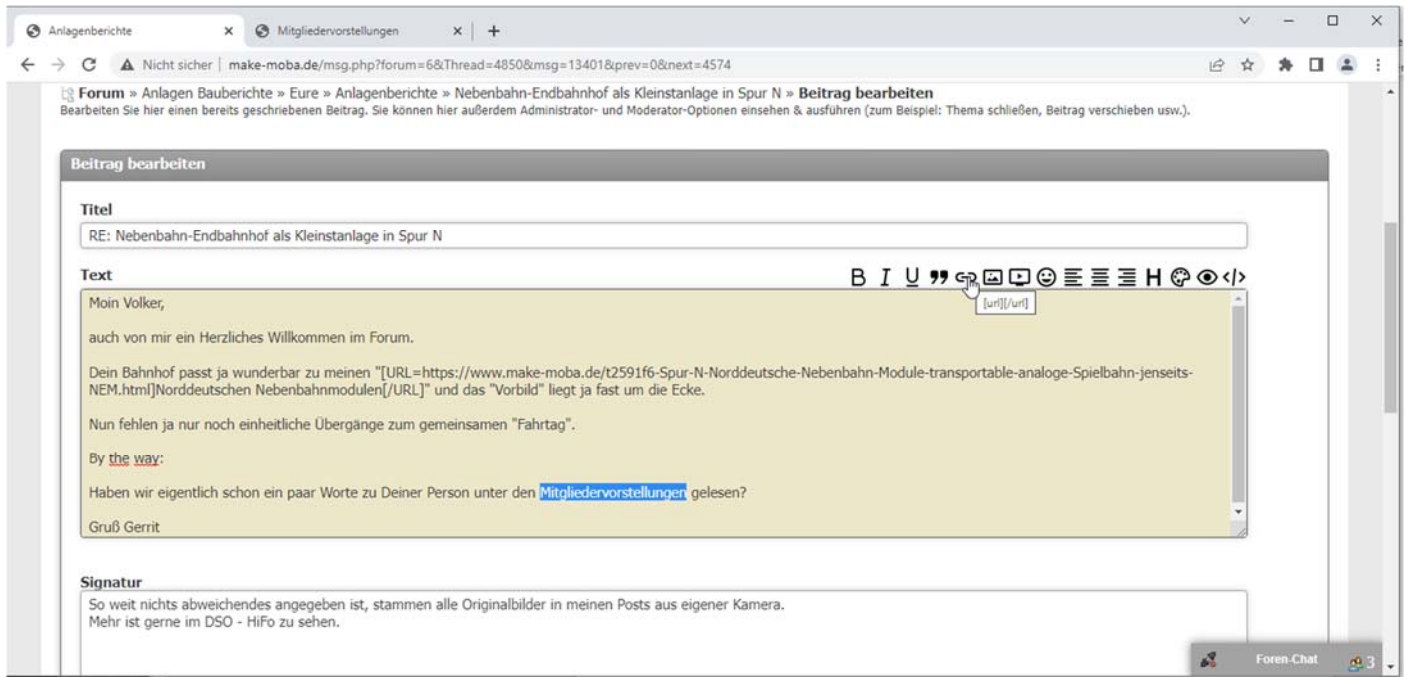 Anlagenberichte
Mitgliedervorstellungen
Nicht sicher | make-moba.de/msg.php?forum=6&Thread=4850&msg=13401&prev=0&next=4574
Forum » Anlagen Bauberichte » Eure » Anlagenberichte » Nebenbahn-Endbahnhof als Kleinstanlage in Spur N » Beitrag bearbeiten
Bearbeiten Sie hier einen bereits geschriebenen Beitrag. Sie können hier außerdem Administrator- und Moderator-Optionen einsehen & ausführen (zum Beispiel: Thema schließen, Beitrag verschieben usw.).
Beitrag bearbeiten
Titel
RE: Nebenbahn-Endbahnhof als Kleinstanlage in Spur N
Text
B I U H </>
[url][/url]
Moin Volker,
auch von mir ein Herzliches Willkommen im Forum.
Dein Bahnhof passt ja wunderbar zu meinen "[URL=https://www.make-moba.de/t2591f6-Spur-N-Norddeutsche-Nebenbahn-Module-transportable-analoge-Spielbahn-jenseits-
NEM.html]Norddeutschen Nebenbahnmodulen[/URL]" und das "Vorbild" liegt ja fast um die Ecke.
Nun fehlen ja nur noch einheitliche Übergänge zum gemeinsamen "Fahrtag".
By the way:
Haben wir eigentlich schon ein paar Worte zu Deiner Person unter den Mitgliedervorstellungen gelesen?
Gruß Gerrit
Signatur
So weit nichts abweichendes angegeben ist, stammen alle Originalbilder in meinen Posts aus eigener Kamera.
Mehr ist gerne im DSO - HiFo zu sehen.
Foren-Chat
3